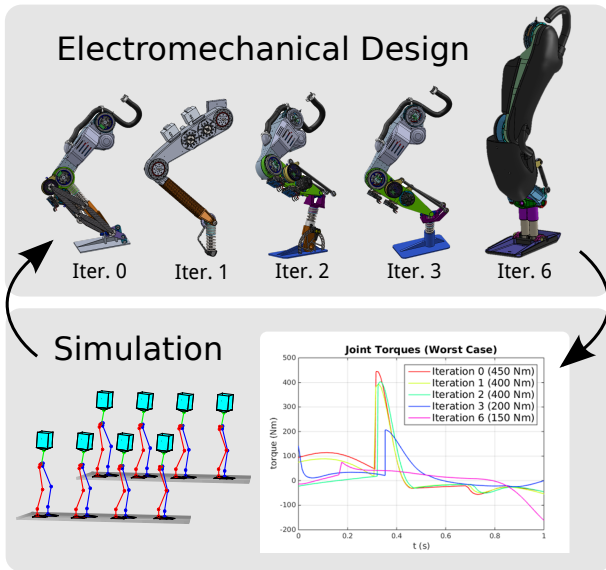 Electromechanical Design
Iter. 0
Iter. 1
Iter. 2
Iter. 3
Iter. 6
Simulation
Joint Torques (Worst Case)
500
400
300
200
100
0
-100
-200
torque (Nm)
Iteration 0 (450 Nm)
Iteration 1 (400 Nm)
Iteration 2 (400 Nm)
Iteration 3 (200 Nm)
Iteration 6 (150 Nm)
0 0.2 0.4 0.6 0.8 1
t (s)